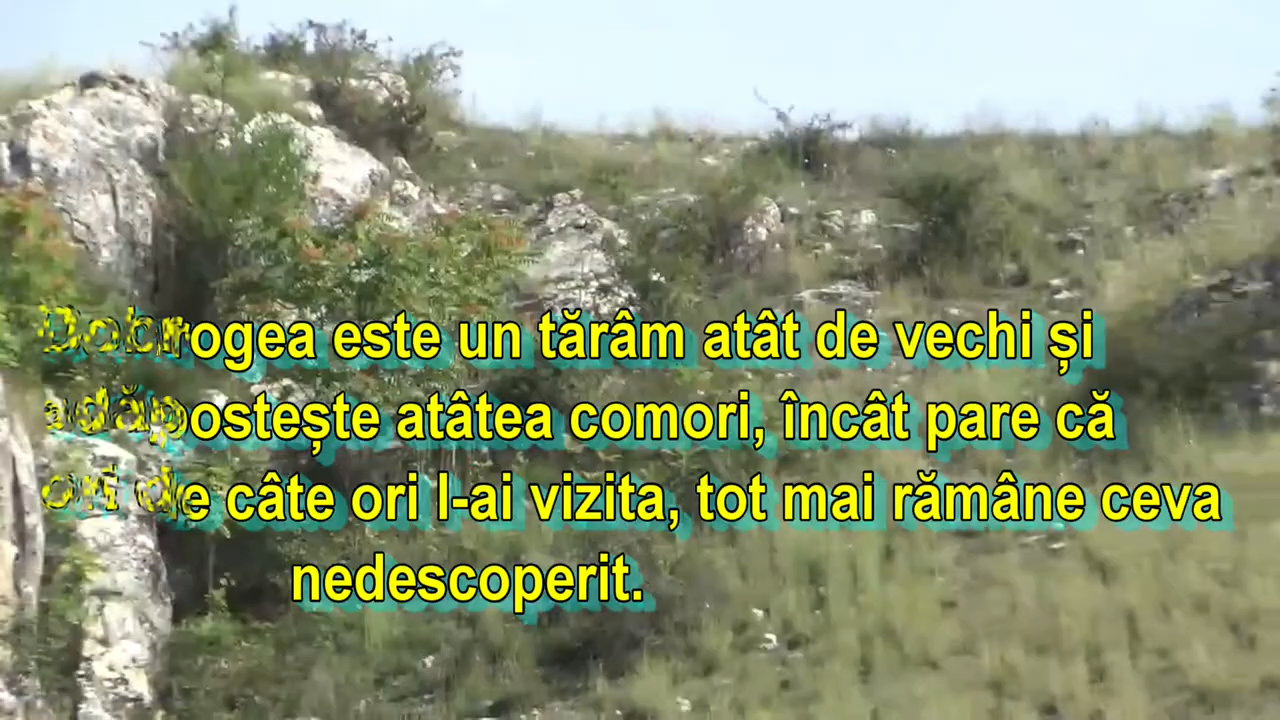 Dobrogea este un tărâm atât de vechi și
adăpostește atâtea comori, încât pare că
ori de câte ori l-ai vizita, tot mai rămâne ceva
nedescoperit.